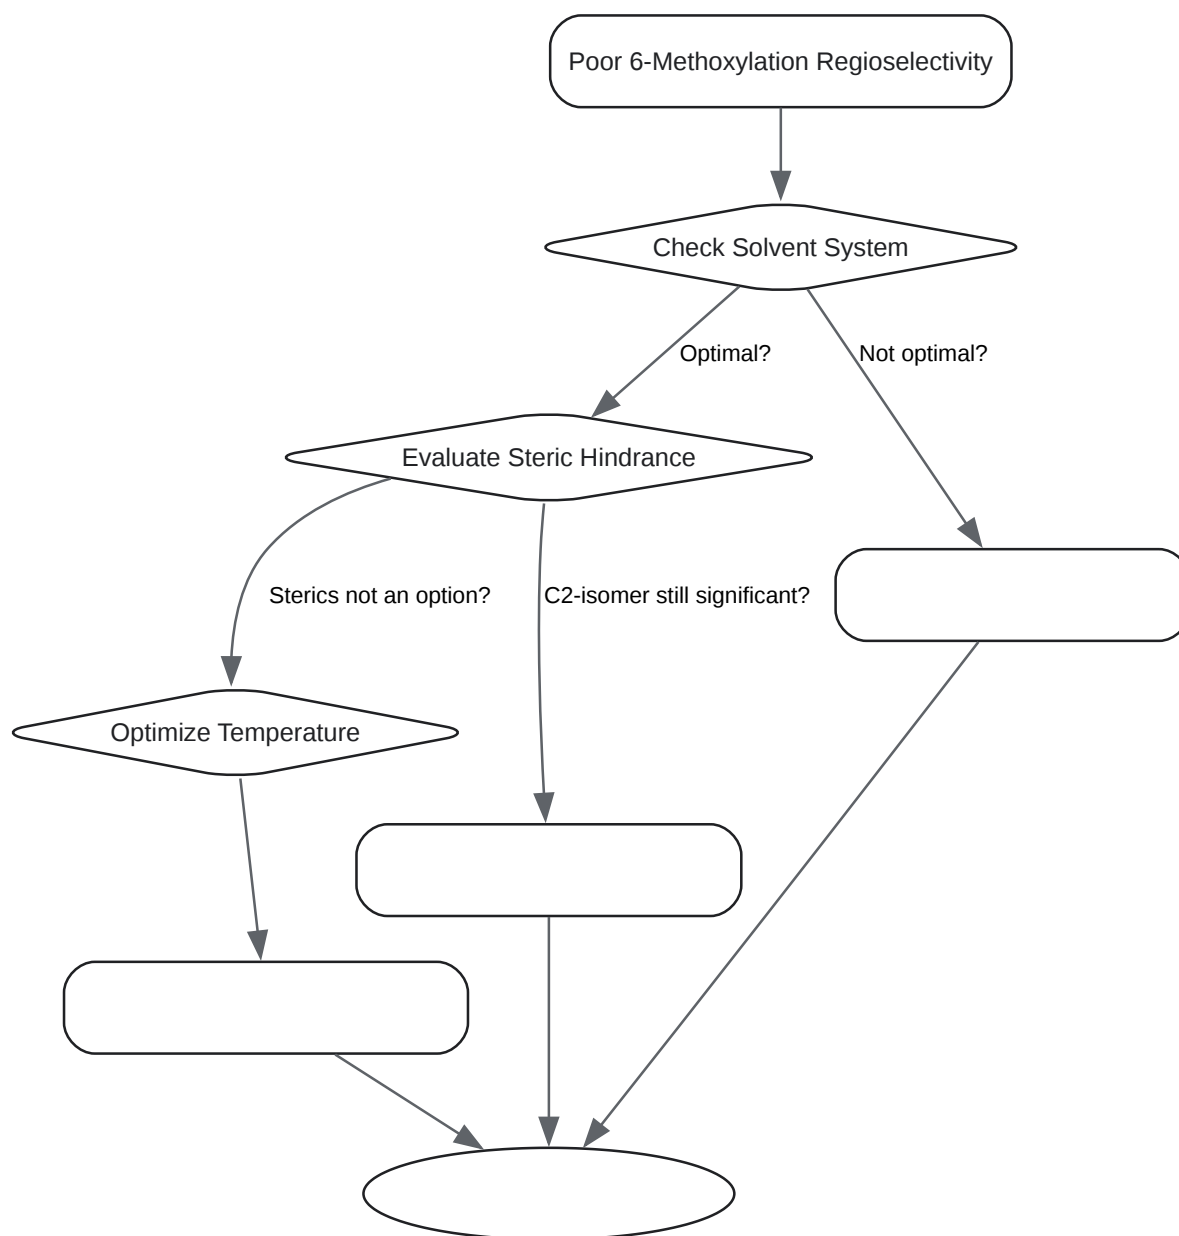 Poor 6-Methoxylation Regioselectivity
Check Solvent System
Optimal?
Not optimal?
Evaluate Steric Hindrance
Sterics not an option?
C2-isomer still significant?
Optimize Temperature